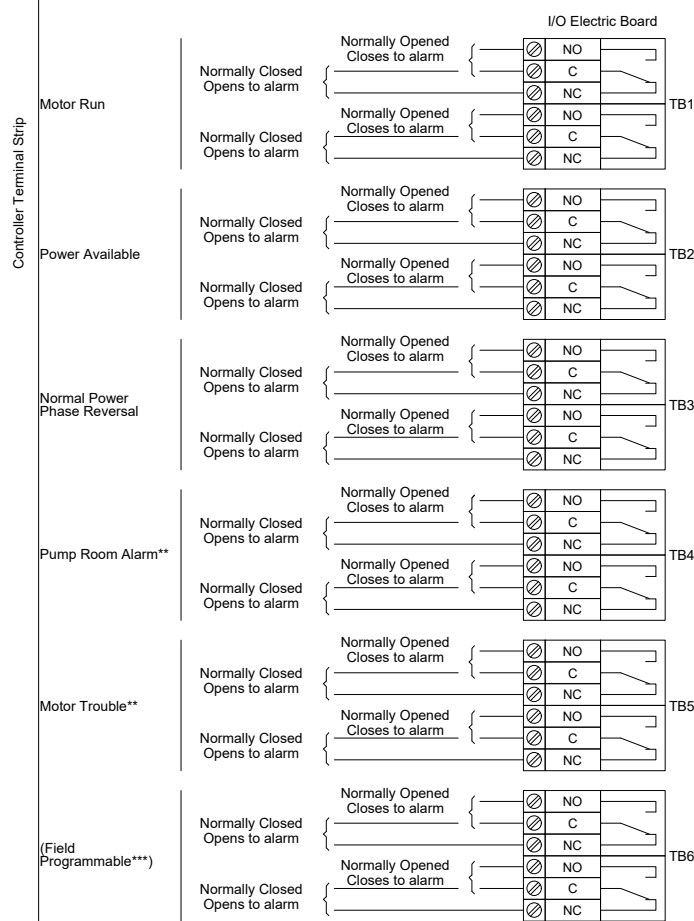 I/O Electric Board
Controller Terminal Strip
Motor Run
Normally Opened
Closes to alarm
Normally Closed
Opens to alarm
NO
C
NC
Normally Opened
Closes to alarm
Normally Closed
Opens to alarm
NO
C
NC
TB1
Power Available
Normally Opened
Closes to alarm
Normally Closed
Opens to alarm
NO
C
NC
Normally Opened
Closes to alarm
Normally Closed
Opens to alarm
NO
C
NC
TB2
Normal Power
Phase Reversal
Normally Opened
Closes to alarm
Normally Closed
Opens to alarm
NO
C
NC
Normally Opened
Closes to alarm
Normally Closed
Opens to alarm
NO
C
NC
TB3
Pump Room Alarm**
Normally Opened
Closes to alarm
Normally Closed
Opens to alarm
NO
C
NC
Normally Opened
Closes to alarm
Normally Closed
Opens to alarm
NO
C
NC
TB4
Motor Trouble**
Normally Opened
Closes to alarm
Normally Closed
Opens to alarm
NO
C
NC
Normally Opened
Closes to alarm
Normally Closed
Opens to alarm
NO
C
NC
TB5
(Field
Programmable***)
Normally Opened
Closes to alarm
Normally Closed
Opens to alarm
NO
C
NC
Normally Opened
Closes to alarm
Normally Closed
Opens to alarm
NO
C
NC
TB6